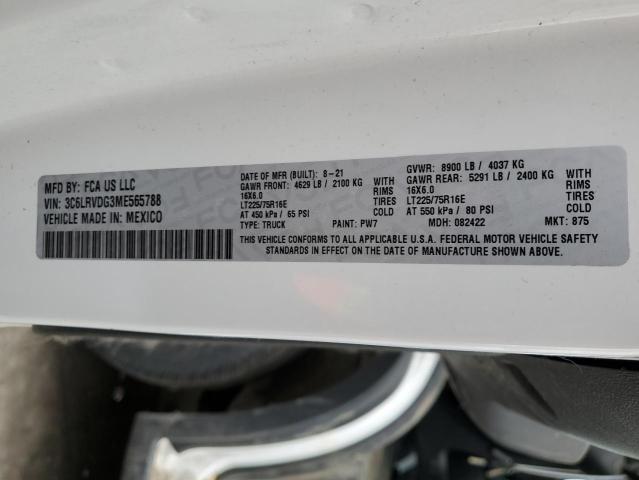 MFD BY: FCA US LLC
VIN: 3C6LRVDG3ME565788
VEHICLE MADE IN: MEXICO
DATE OF MFR (BUILT): 8-21
GAWR FRONT: 4629 LB / 2100 KG WITH
16X6.0 RIMS
LT225/75R16E TIRES
AT 450 kPa / 65 PSI COLD
TYPE: TRUCK PAINT: PW7
GVWR: 8900 LB / 4037 KG
GAWR REAR: 5291 LB / 2400 KG WITH
16X6.0 RIMS
LT225/75R16E TIRES
AT 550 kPa / 80 PSI COLD
MDH: 082422 MKT: 875
THIS VEHICLE CONFORMS TO ALL APPLICABLE U.S.A. FEDERAL MOTOR VEHICLE SAFETY
STANDARDS IN EFFECT ON THE DATE OF MANUFACTURE SHOWN ABOVE.